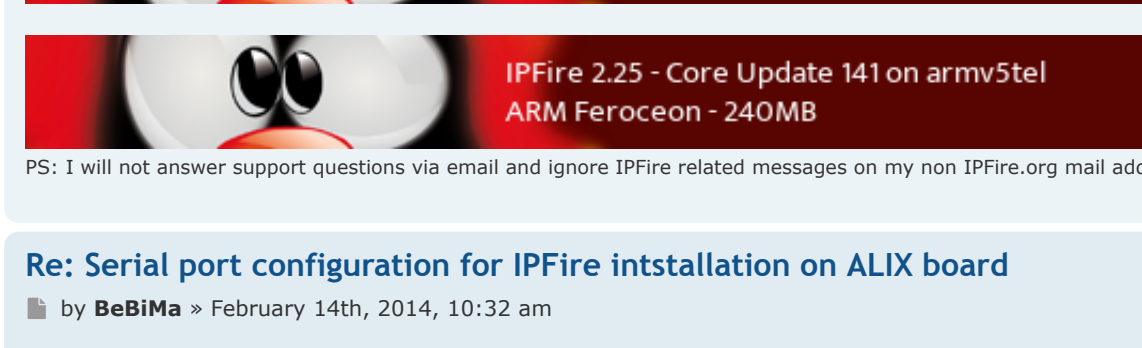 IPFire 2.25 - Core Update 141 on armv5tel
ARM Feroceon - 240MB
PS: I will not answer support questions via email and ignore IPFire related messages on my non IPFire.org mail
Re: Serial port configuration for IPFire intstallation on ALIX board
by BeBiMa » February 14th, 2014, 10:32 am